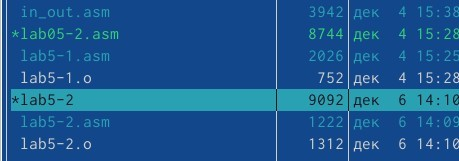 in_out.asm 3942 дек 4 15:38
*lab05-2.asm 8744 дек 4 15:28
lab5-1.asm 2026 дек 4 15:25
lab5-1.o 752 дек 4 15:25
*lab5-2 9092 дек 6 14:10
lab5-2.asm 1222 дек 6 14:09
lab5-2.o 1312 дек 6 14:10